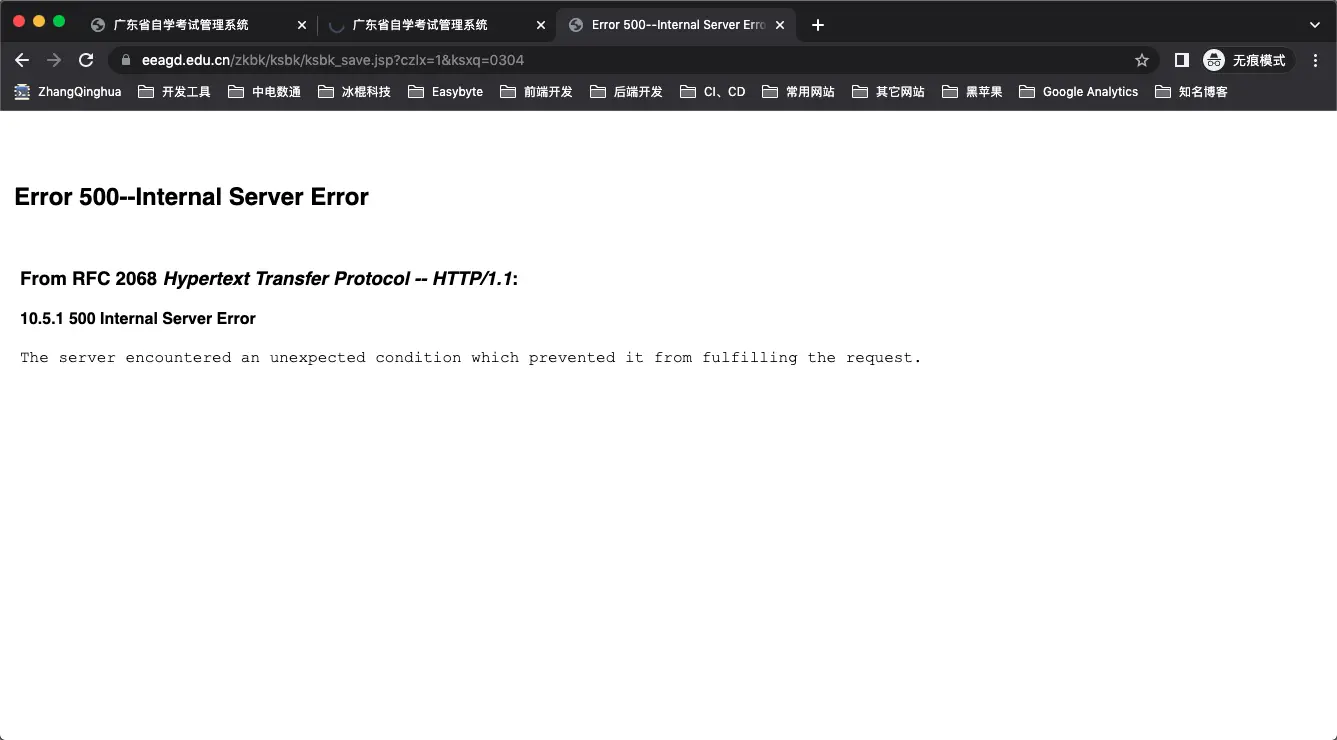 广东省自学考试管理系统 广东省自学考试管理系统 Error 500--Internal Server Erro
eeagd.edu.cn/zkbk/ksbk/ksbk_save.jsp?czlx=1&ksxq=0304 无痕模式
ZhangQinghua 开发工具 中电数通 冰棍科技 Easybyte 前端开发 后端开发 CI、CD 常用网站 其它网站 黑苹果 Google Analytics 知名博客
Error 500--Internal Server Error
From RFC 2068 Hypertext Transfer Protocol -- HTTP/1.1:
10.5.1 500 Internal Server Error
The server encountered an unexpected condition which prevented it from fulfilling the request.